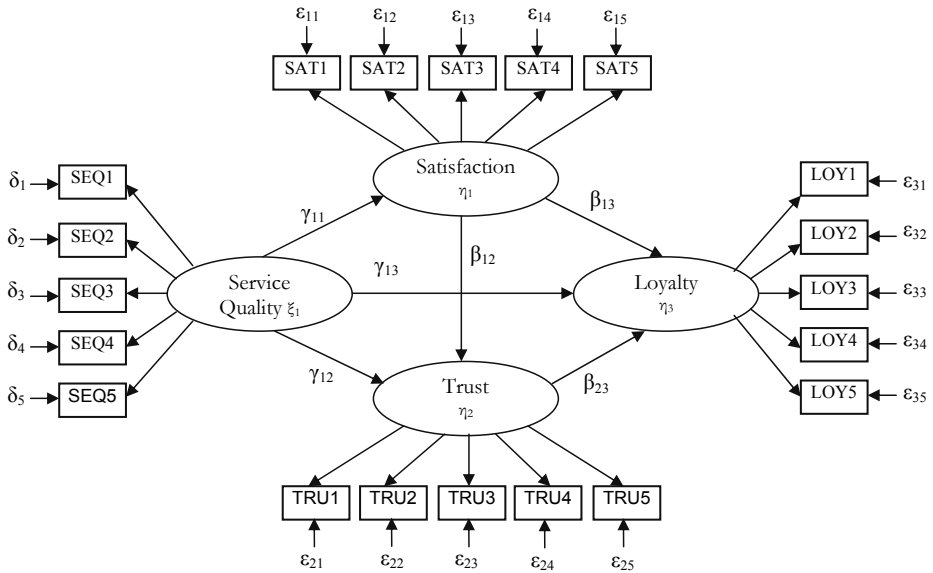 ε11 ε12 ε13 ε14 ε15
SAT1 SAT2 SAT3 SAT4 SAT5
Satisfaction
η1
δ1 SEQ1
δ2 SEQ2
δ3 SEQ3
δ4 SEQ4
δ5 SEQ5
γ11
β13
β12
γ13
Service
Quality ξ1
Loyalty
η3
LOY1 ε31
LOY2 ε32
LOY3 ε33
LOY4 ε34
LOY5 ε35
γ12
β23
Trust
η2
TRU1 TRU2 TRU3 TRU4 TRU5
ε21 ε22 ε23 ε24 ε25